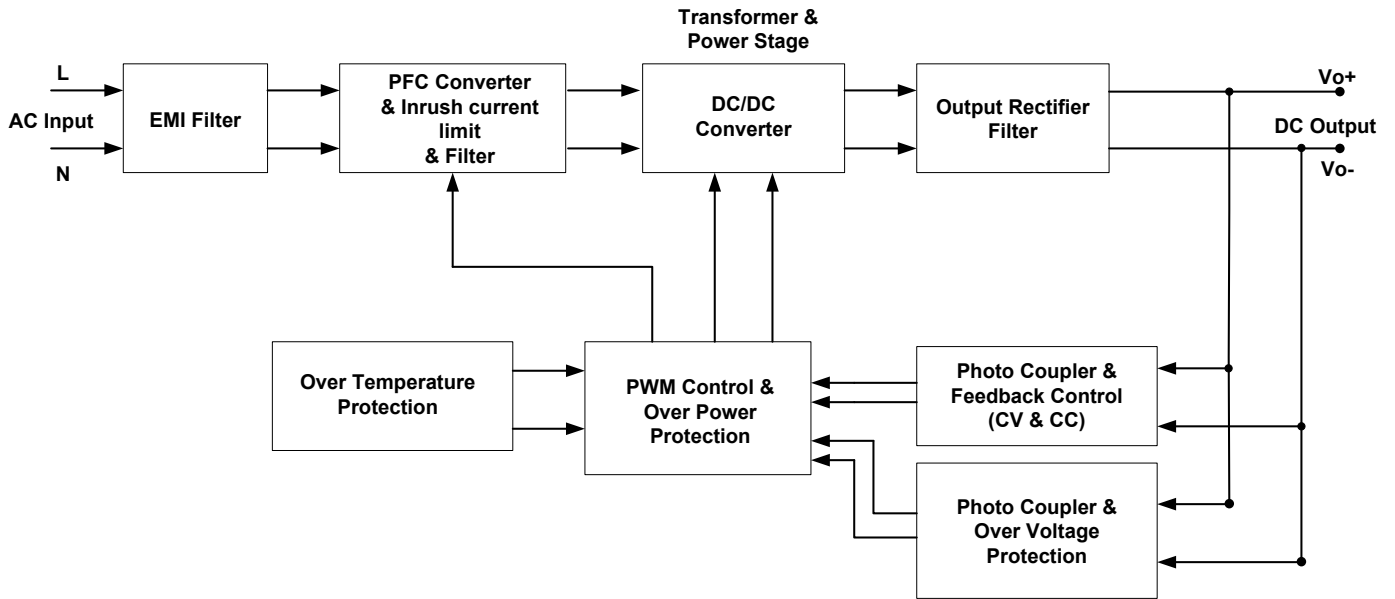 Transformer &
Power Stage
L
AC Input
N
EMI Filter
PFC Converter
& Inrush current
limit
& Filter
DC/DC
Converter
Output Rectifier
Filter
Vo+
DC Output
Vo-
Over Temperature
Protection
PWM Control &
Over Power
Protection
Photo Coupler &
Feedback Control
(CV & CC)
Photo Coupler &
Over Voltage
Protection